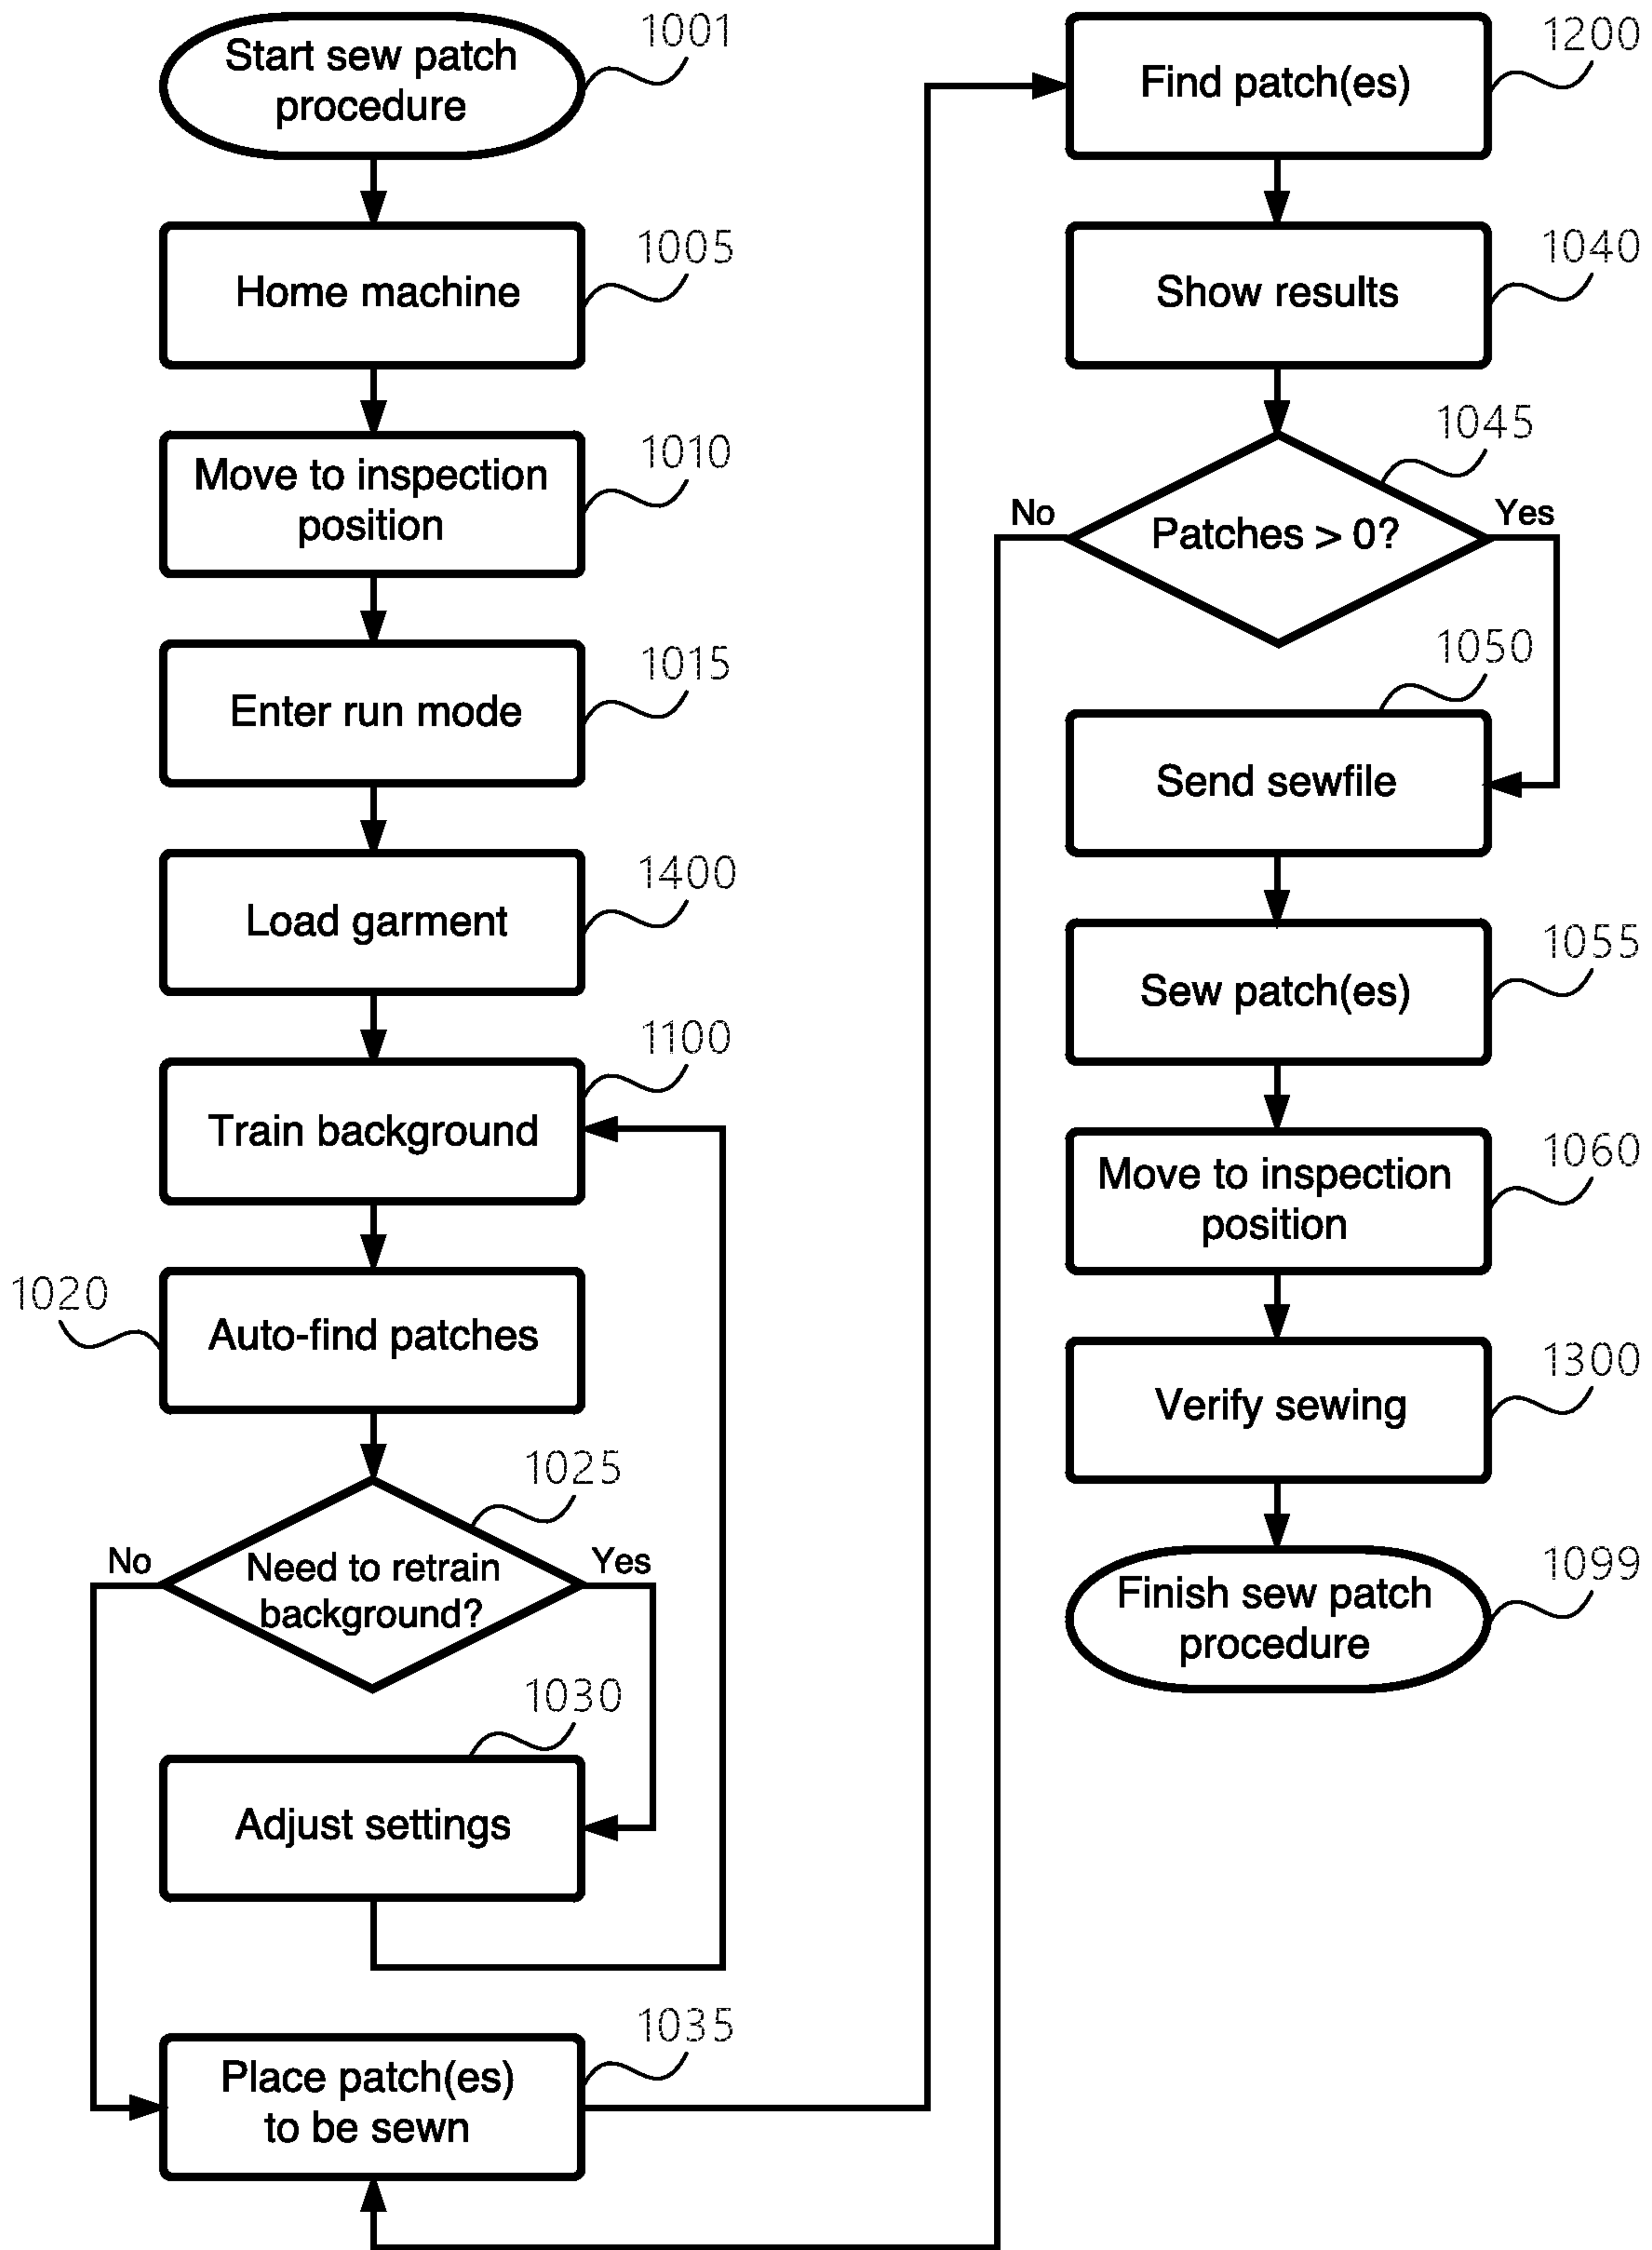 Start sew patch
procedure
1001
Home machine
1005
Move to inspection
position
1010
Enter run mode
1015
Load garment
1400
Train background
1100
Auto-find patches
1020
Need to retrain
background?
1025
No
Yes
Adjust settings
1030
Place patch(es)
to be sewn
1035
Find patch(es)
1200
Show results
1040
Patches > 0?
1045
No
Yes
Send sewfile
1050
Sew patch(es)
1055
Move to inspection
position
1060
Verify sewing
1300
Finish sew patch
procedure
1099